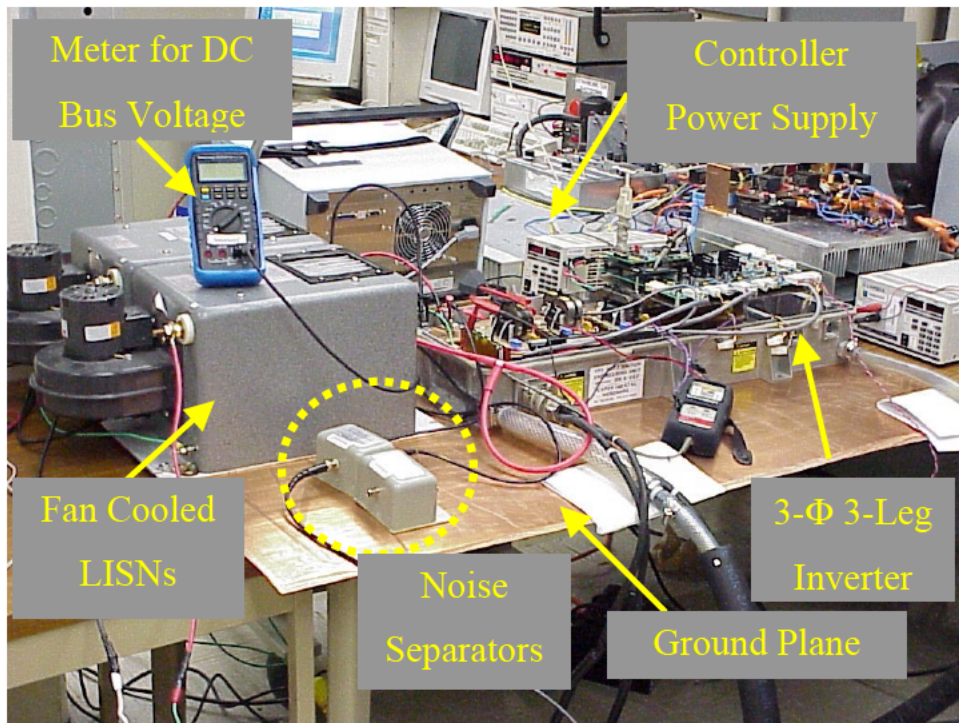 Meter for DC
Bus Voltage
Controller
Power Supply
Fan Cooled
LISNs
Noise
Separators
3-Φ 3-Leg
Inverter
Ground Plane